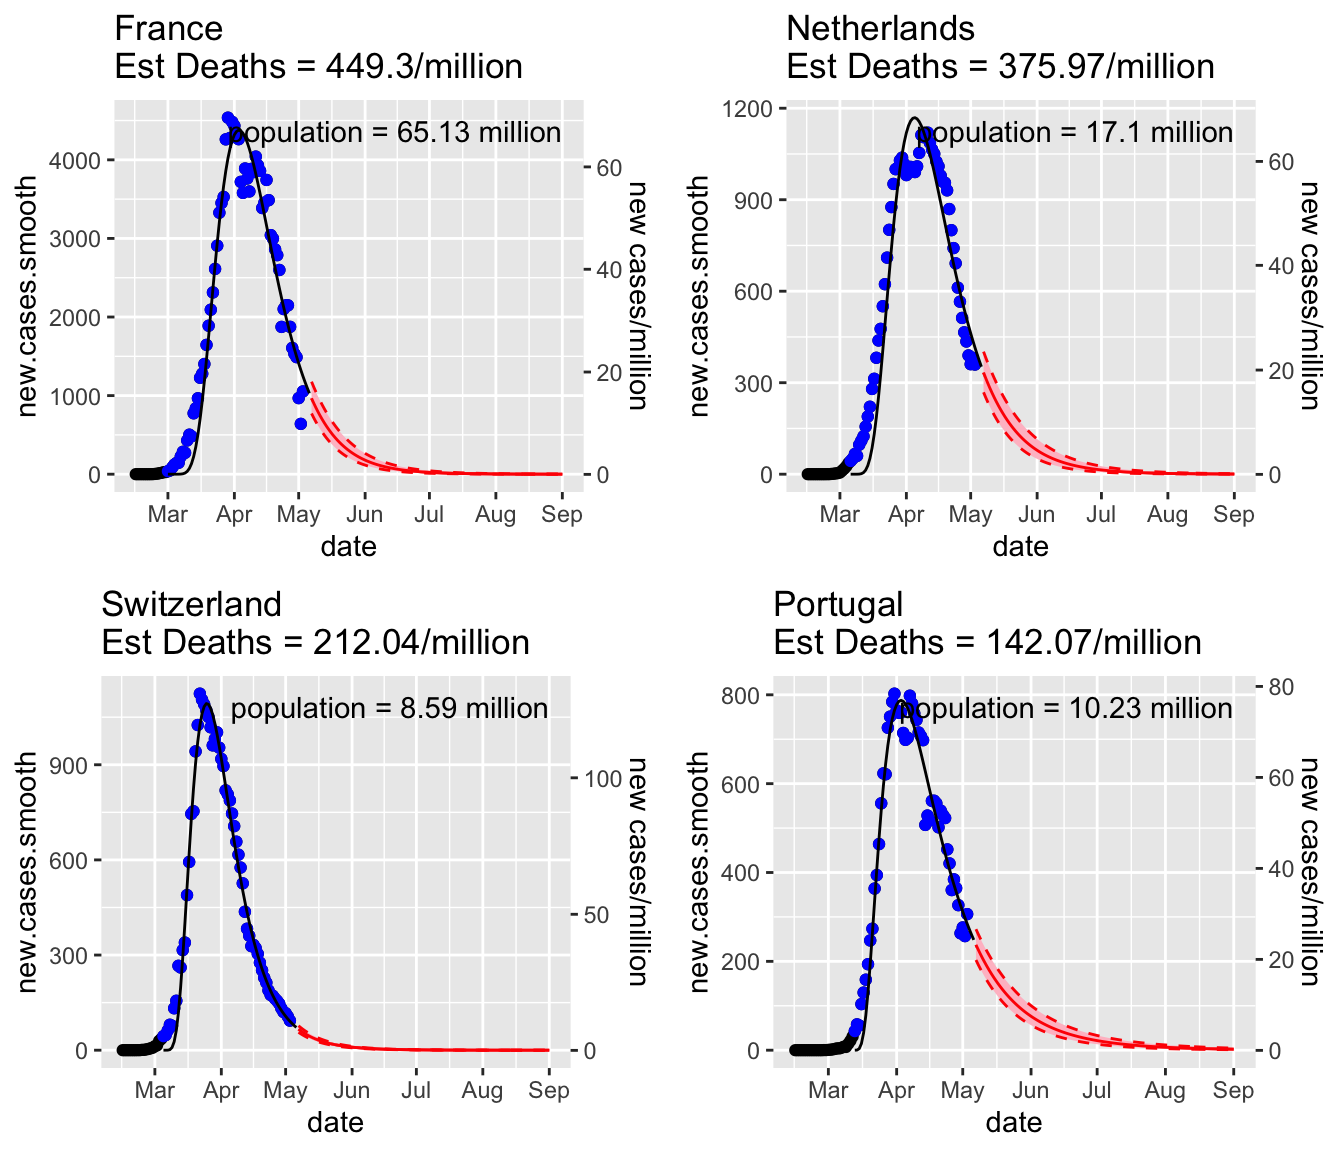 France
Est Deaths = 449.3/million
population = 65.13 million
4000
3000
2000
1000
0
60
40
20
0
new.cases.smooth
new cases/million
Mar Apr May Jun Jul Aug Sep
date
Netherlands
Est Deaths = 375.97/million
population = 17.1 million
1200
900
600
300
0
60
40
20
0
new.cases.smooth
new cases/million
Mar Apr May Jun Jul Aug Sep
date
Switzerland
Est Deaths = 212.04/million
population = 8.59 million
900
600
300
0
100
50
0
new.cases.smooth
new cases/million
Mar Apr May Jun Jul Aug Sep
date
Portugal
Est Deaths = 142.07/million
population = 10.23 million
800
600
400
200
0
80
60
40
20
0
new.cases.smooth
new cases/million
Mar Apr May Jun Jul Aug Sep
date